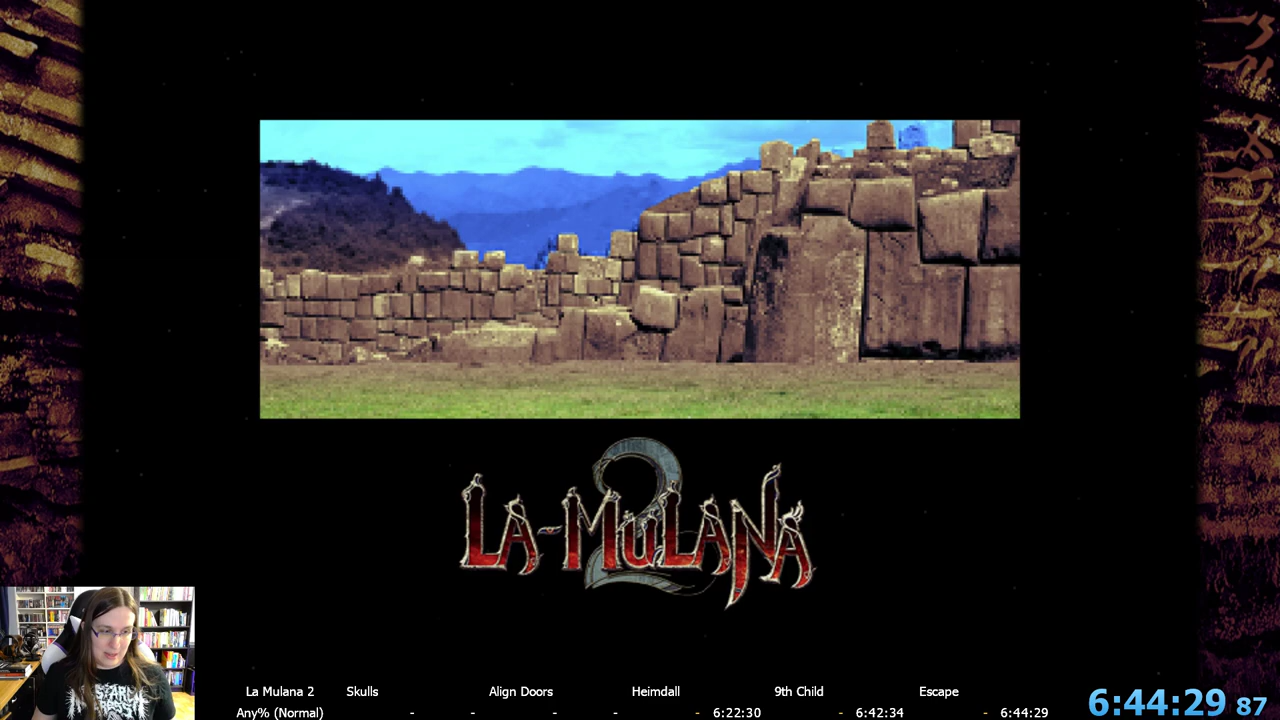 LA-MULANA
2
La Mulana 2 Skulls Align Doors Heimdall 9th Child Escape
Any% (Normal) - - - - - 6:22:30 - 6:42:34 - 6:44:29
6:44:29 87